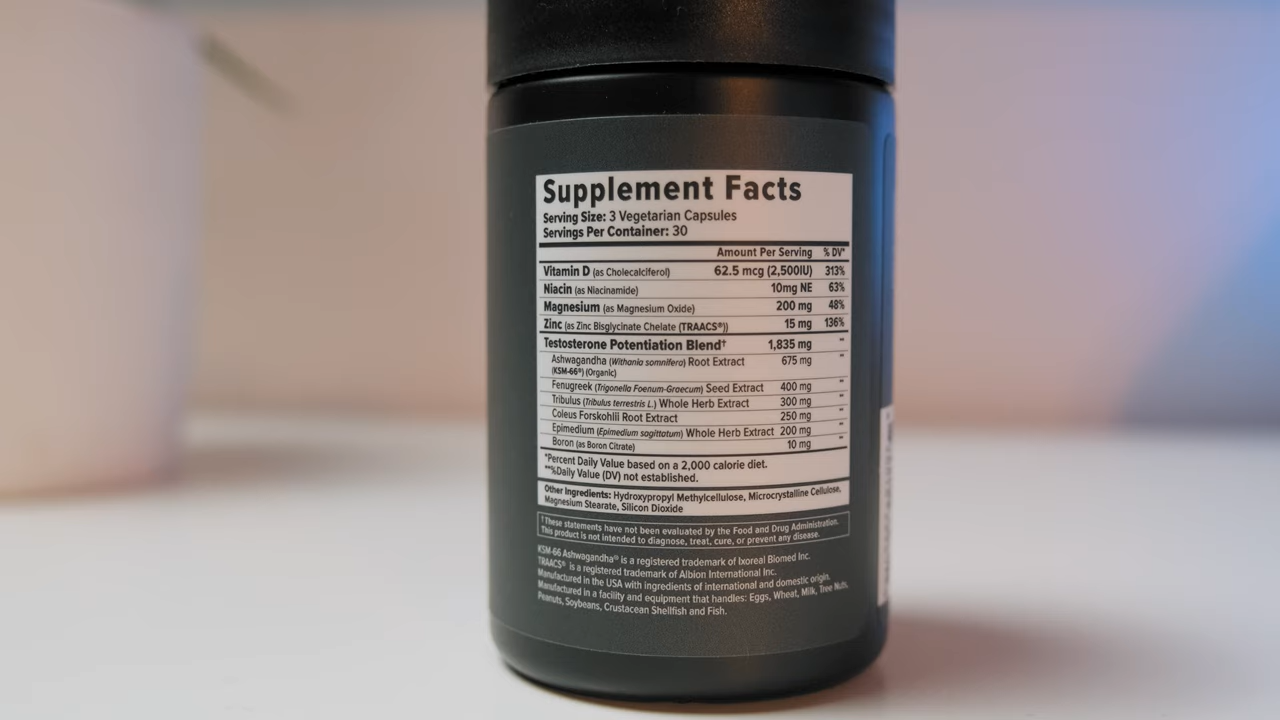 Supplement Facts
Serving Size: 3 Vegetarian Capsules
Servings Per Container: 30
Amount Per Serving % DV*
Vitamin D (as Cholecalciferol) 62.5 mcg (2,500IU) 313%
Niacin (as Niacinamide) 10mg NE 63%
Magnesium (as Magnesium Oxide) 200 mg 48%
Zinc (as Zinc Bisglycinate Chelate (TRAACS®)) 15 mg 136%
Testosterone Potentiation Blend† 1,835 mg **
Ashwagandha (Withania somnifera) Root Extract 675 mg **
(KSM-66®) (Organic)
Fenugreek (Trigonella Foenum-Graecum) Seed Extract 400 mg **
Tribulus (Tribulus terrestris L.) Whole Herb Extract 300 mg **
Coleus Forskohlii Root Extract 250 mg **
Epimedium (Epimedium sagittatum) Whole Herb Extract 200 mg **
Boron (as Boron Citrate) 10 mg **
*Percent Daily Value based on a 2,000 calorie diet.
**%Daily Value (DV) not established.
Other Ingredients: Hydroxypropyl Methylcellulose, Microcrystalline Cellulose,
Magnesium Stearate, Silicon Dioxide
†These statements have not been evaluated by the Food and Drug Administration.
This product is not intended to diagnose, treat, cure, or prevent any disease.
KSM-66 Ashwagandha® is a registered trademark of Ixoreal Biomed Inc.
TRAACS® is a registered trademark of Albion International Inc.
Manufactured in the USA with ingredients of international and domestic origin.
Manufactured in a facility and equipment that handles: Eggs, Wheat, Milk, Tree Nuts,
Peanuts, Soybeans, Crustacean Shellfish and Fish.